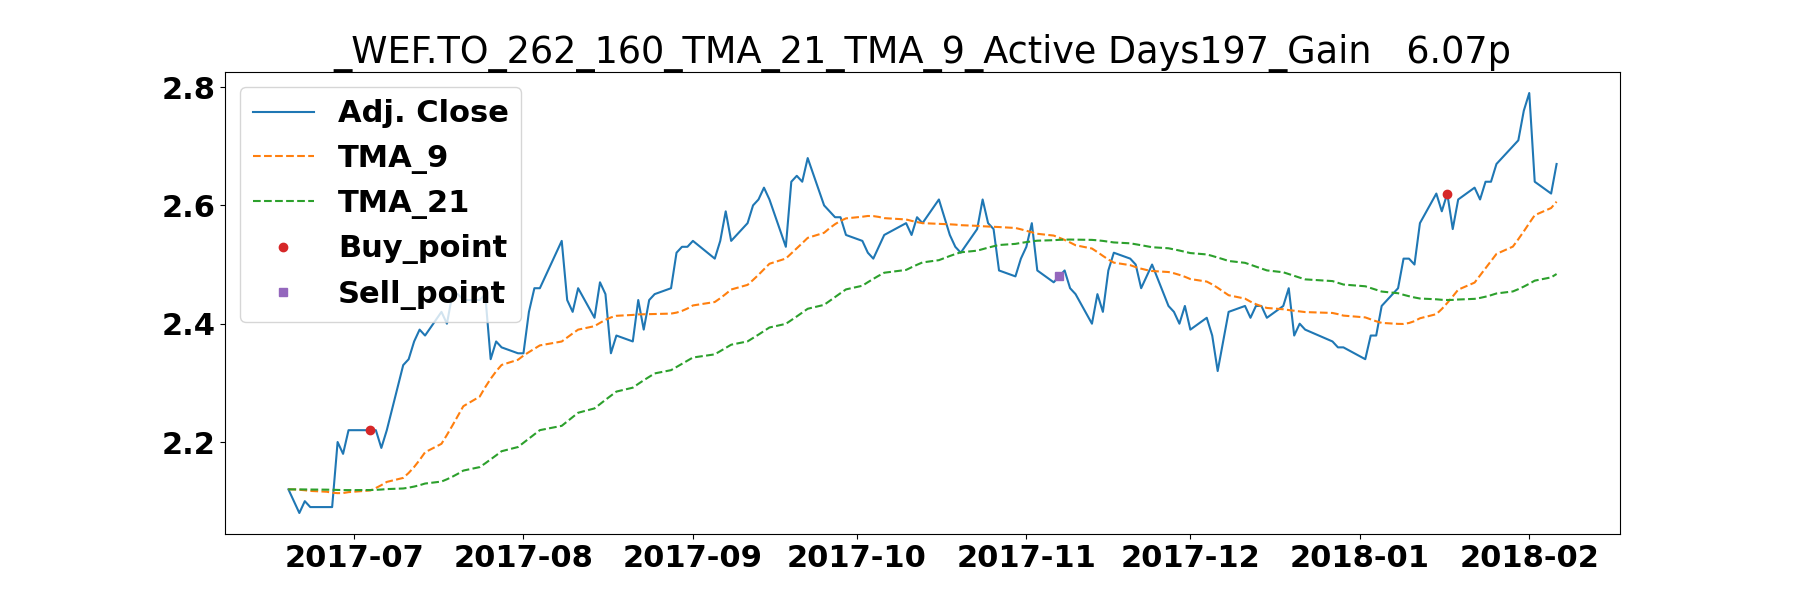 _WEF.TO_262_160_TMA_21_TMA_9_Active Days197_Gain   6.07p
2.8
2.6
2.4
2.2
Adj. Close
TMA_9
TMA_21
Buy_point
Sell_point
2017-07 2017-08 2017-09 2017-10 2017-11 2017-12 2018-01 2018-02